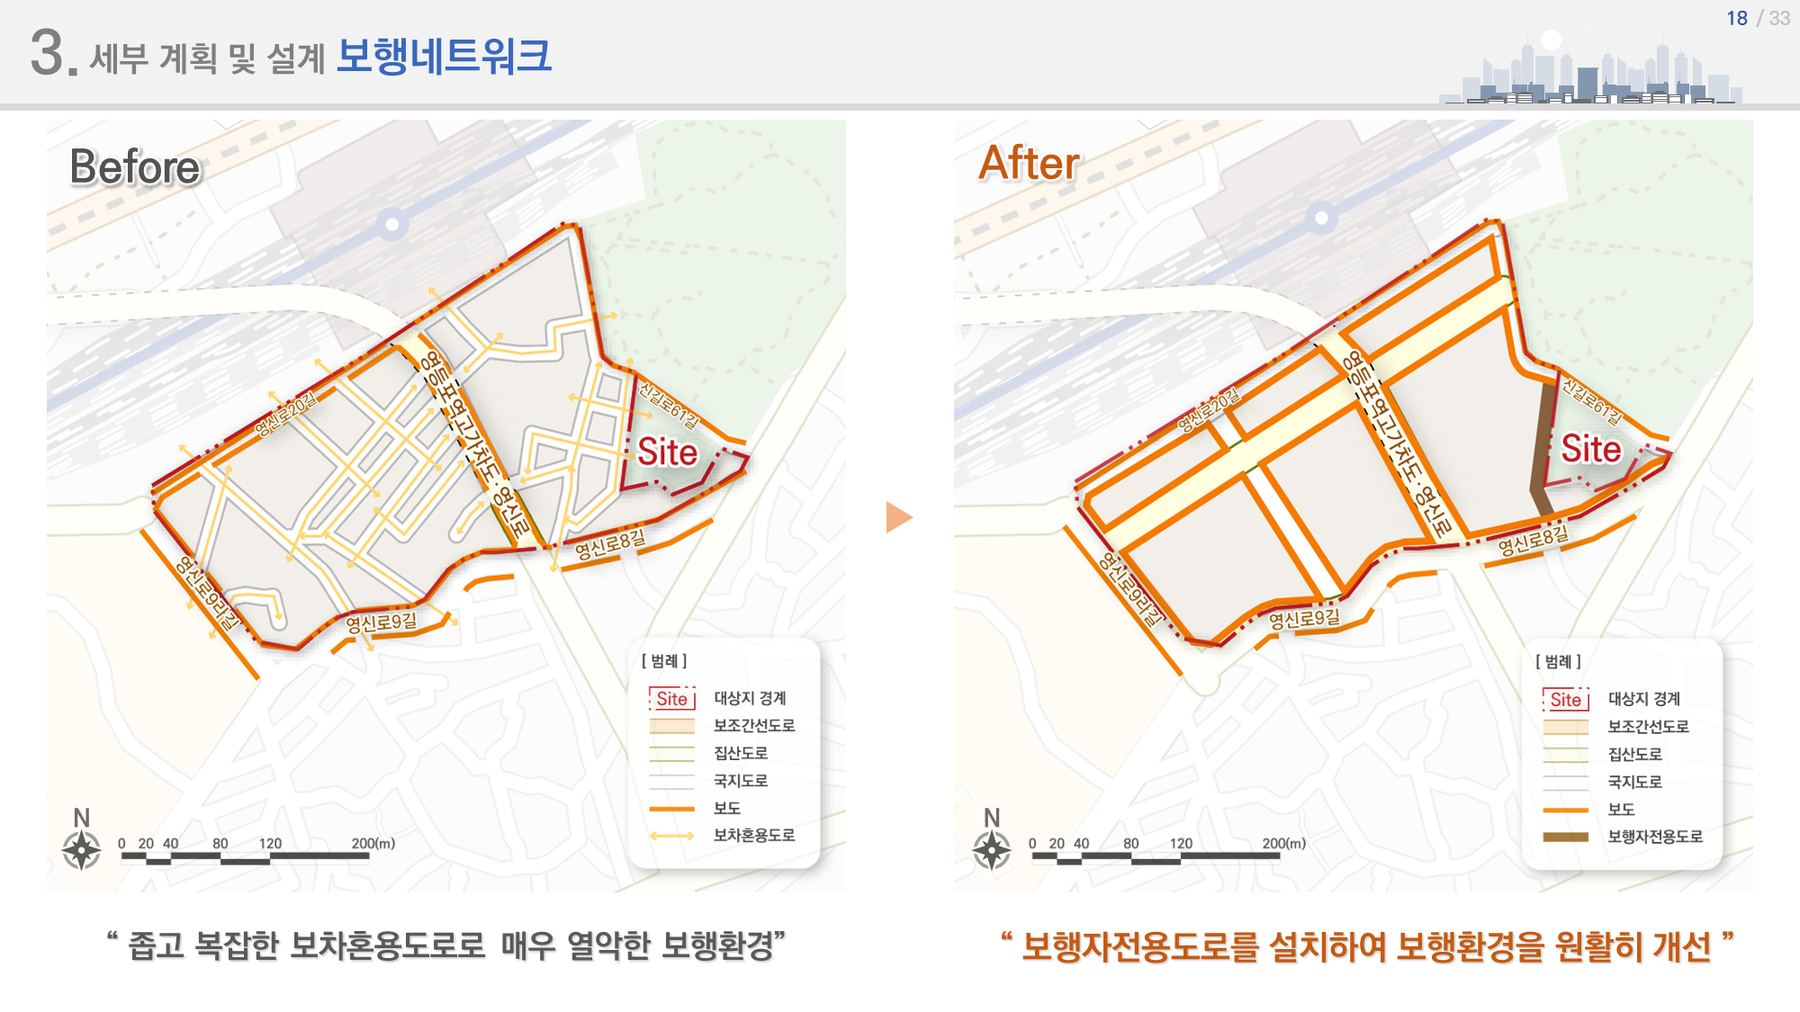 18 / 33
3. 세부 계획 및 설계 보행네트워크
Before
영등포역고가차도·영신로
영신로20길
신길로61길
Site
영신로8길
영신로9라길
영신로9길
[ 범례 ]
Site 대상지 경계
보조간선도로
집산도로
국지도로
보도
보차혼용도로
N
0 20 40 80 120 200(m)
“ 좁고 복잡한 보차혼용도로로 매우 열악한 보행환경”
After
영등포역고가차도·영신로
영신로20길
신길로61길
Site
영신로8길
영신로9라길
영신로9길
[ 범례 ]
Site 대상지 경계
보조간선도로
집산도로
국지도로
보도
보행자전용도로
N
0 20 40 80 120 200(m)
“ 보행자전용도로를 설치하여 보행환경을 원활히 개선 ”